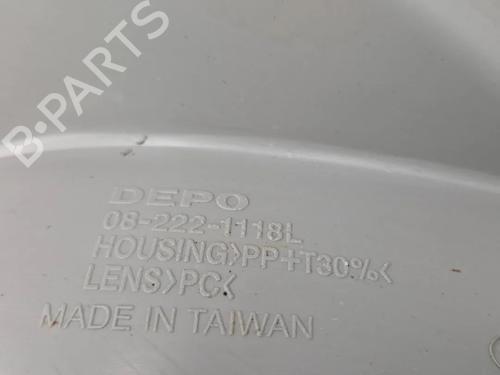 B-PARTS
DEPO
08-222-1118L
HOUSING>PP+T30%<
LENS>PC<
MADE IN TAIWAN